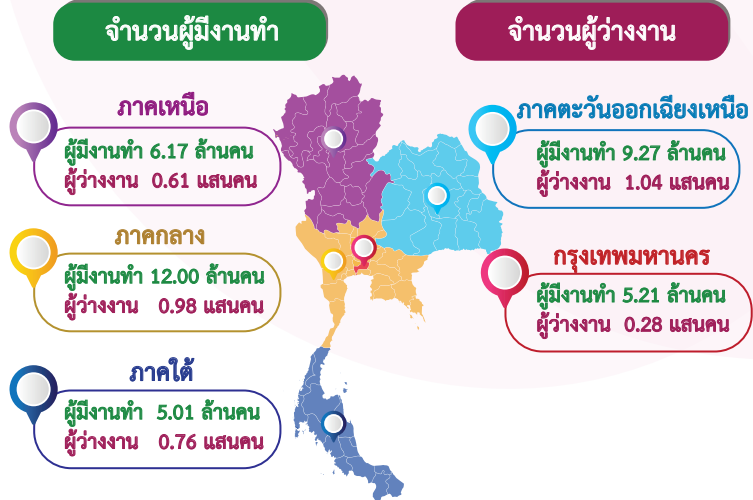 จำนวนผู้มีงานทำ
จำนวนผู้ว่างงาน
ภาคเหนือ
ผู้มีงานทำ 6.17 ล้านคน
ผู้ว่างงาน 0.61 แสนคน
ภาคตะวันออกเฉียงเหนือ
ผู้มีงานทำ 9.27 ล้านคน
ผู้ว่างงาน 1.04 แสนคน
ภาคกลาง
ผู้มีงานทำ 12.00 ล้านคน
ผู้ว่างงาน 0.98 แสนคน
กรุงเทพมหานคร
ผู้มีงานทำ 5.21 ล้านคน
ผู้ว่างงาน 0.28 แสนคน
ภาคใต้
ผู้มีงานทำ 5.01 ล้านคน
ผู้ว่างงาน 0.76 แสนคน